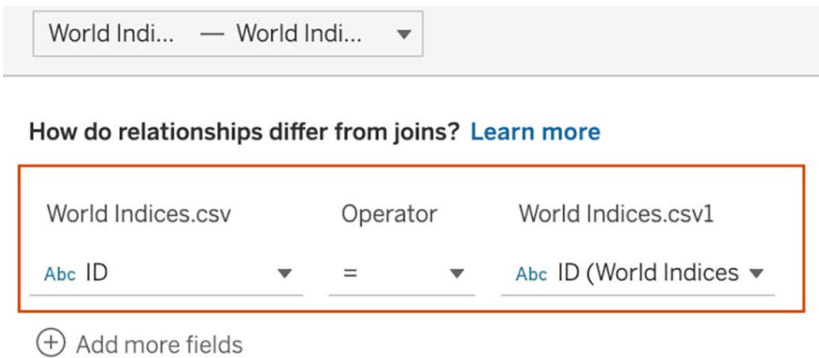 World Indi... — World Indi...
How do relationships differ from joins? Learn more
World Indices.csv Operator World Indices.csv1
Abc ID = Abc ID (World Indices
Add more fields